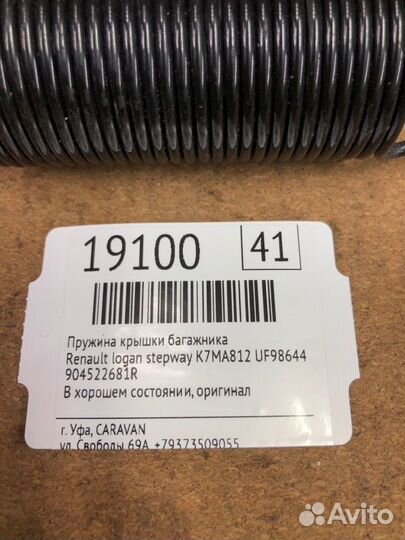 19100 41
Пружина крышки багажника
Renault logan stepway K7MA812 UF98644
904522681R
В хорошем состоянии, оригинал
г. Уфа, CARAVAN
ул. Свободы 69А, +79373509055
Avito